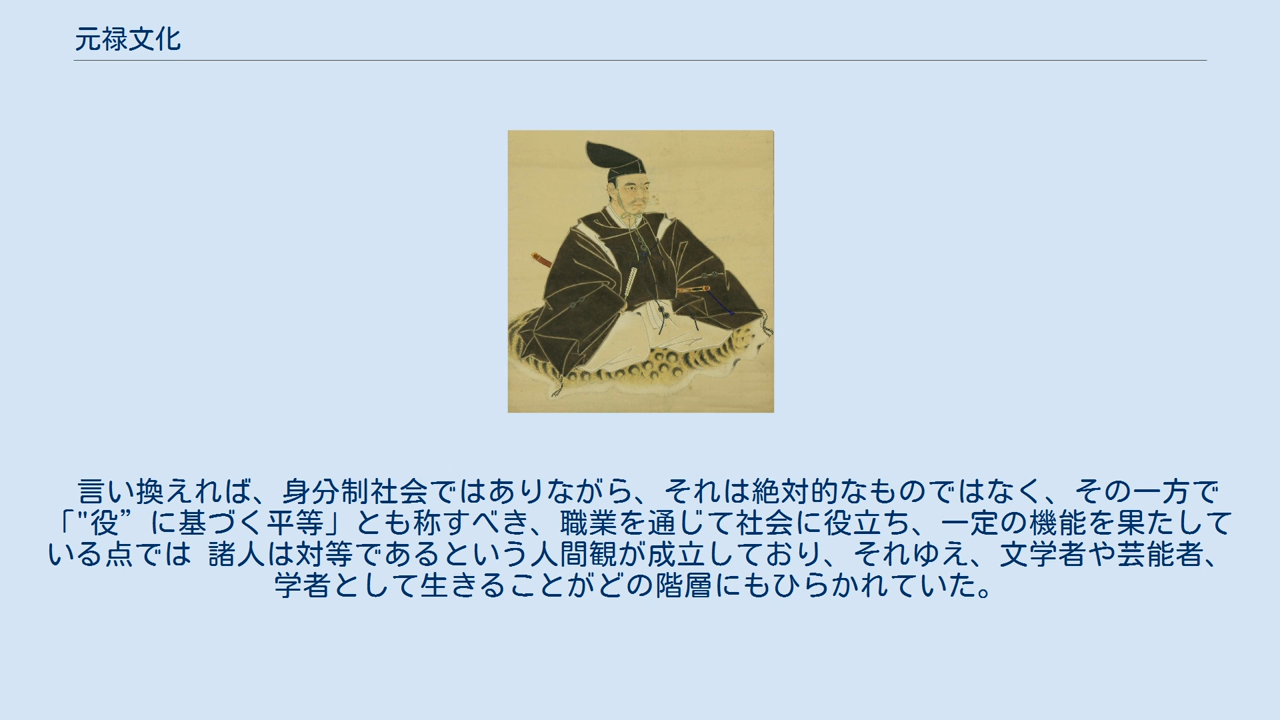 元禄文化
言い換えれば、身分制社会ではありながら、それは絶対的なものではなく、その一方で
「"役”に基づく平等」とも称すべき、職業を通じて社会に役立ち、一定の機能を果たして
いる点では 諸人は対等であるという人間観が成立しており、それゆえ、文学者や芸能者、
学者として生きることがどの階層にもひらかれていた。